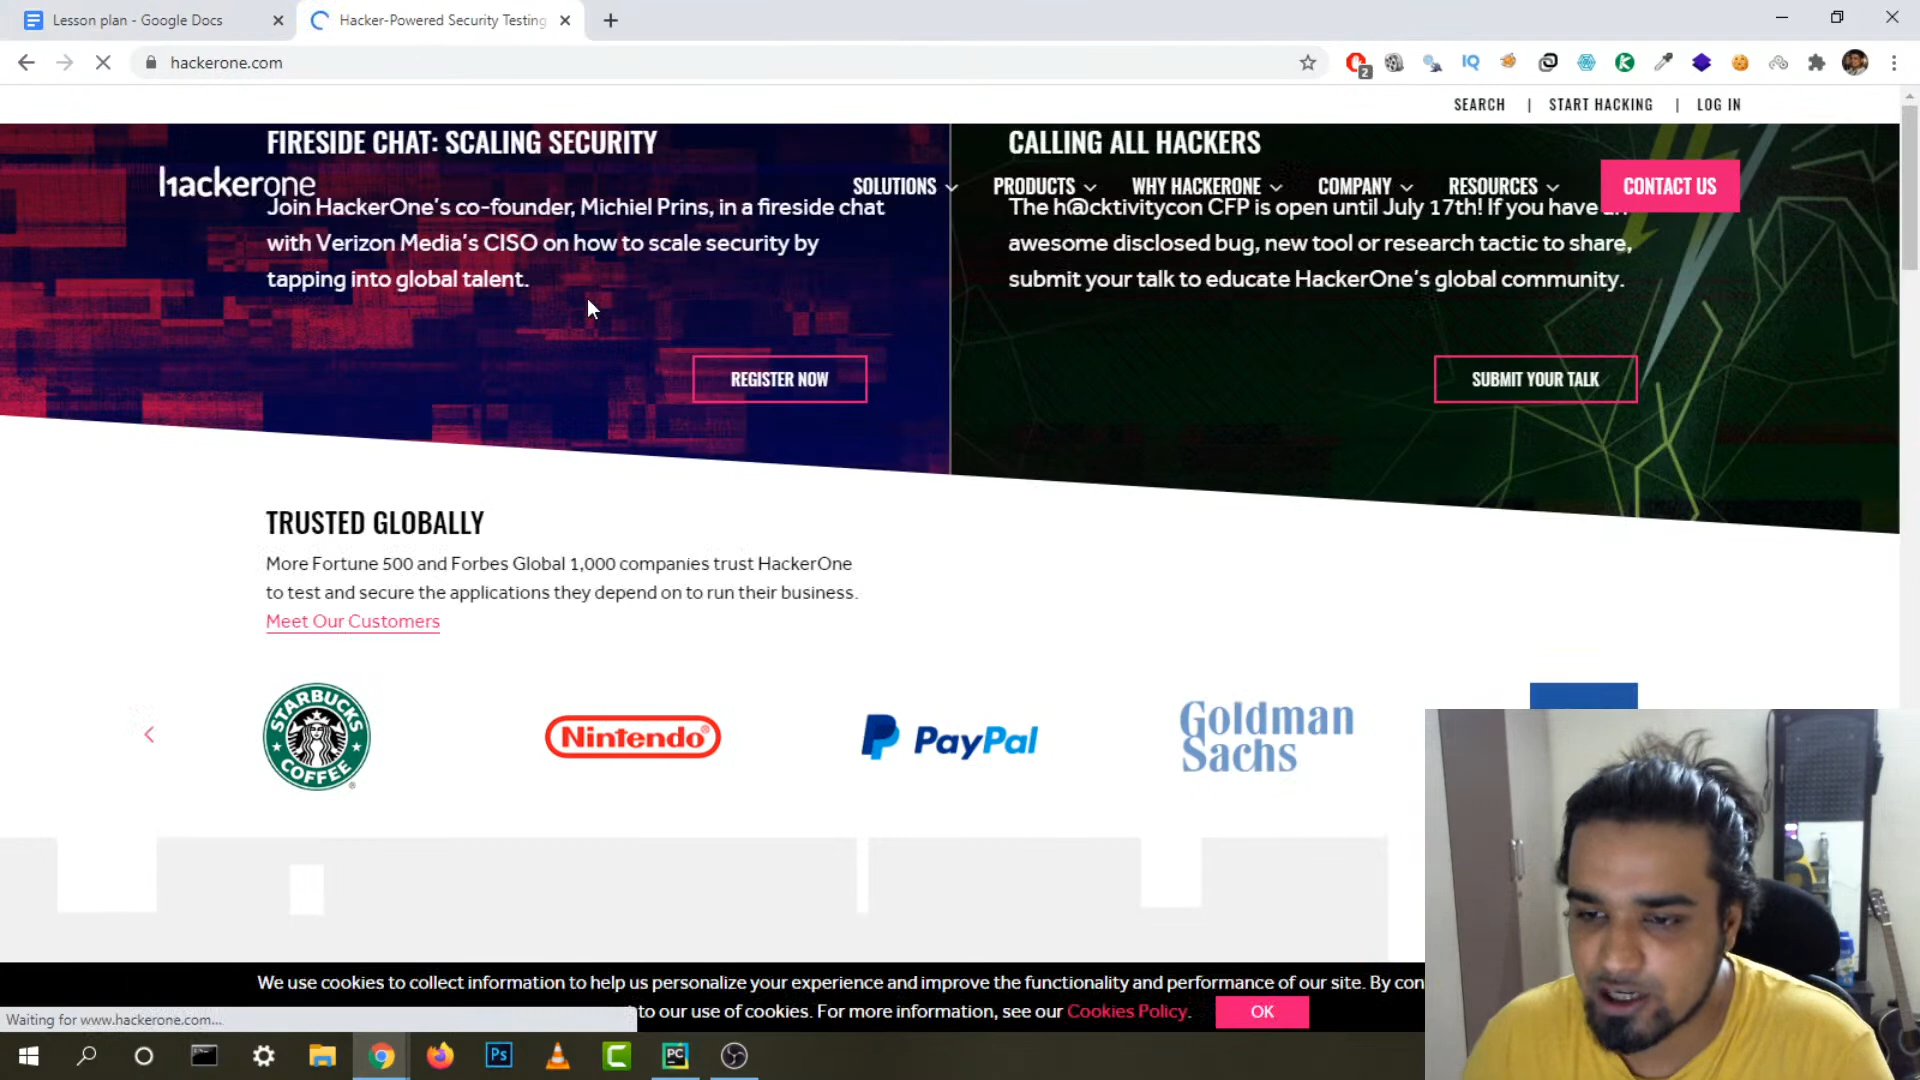 Lesson plan - Google Docs
Hacker-Powered Security Testing
hackerone.com
2
SEARCH | START HACKING | LOG IN
FIRESIDE CHAT: SCALING SECURITY
CALLING ALL HACKERS
hackerone
SOLUTIONS
PRODUCTS
WHY HACKERONE
COMPANY
RESOURCES
CONTACT US
Join HackerOne's co-founder, Michiel Prins, in a fireside chat
with Verizon Media's CISO on how to scale security by
tapping into global talent.
The h@cktivitycon CFP is open until July 17th! If you have
awesome disclosed bug, new tool or research tactic to share,
submit your talk to educate HackerOne's global community.
REGISTER NOW
SUBMIT YOUR TALK
TRUSTED GLOBALLY
More Fortune 500 and Forbes Global 1,000 companies trust HackerOne
to test and secure the applications they depend on to run their business.
Meet Our Customers
STARBUCKS
COFFEE
Nintendo®
PayPal
Goldman
Sachs
We use cookies to collect information to help us personalize your experience and improve the functionality and performance of our site. By con
to our use of cookies. For more information, see our Cookies Policy.
OK
Waiting for www.hackerone.com...
IQ
K
Ps
C
PC